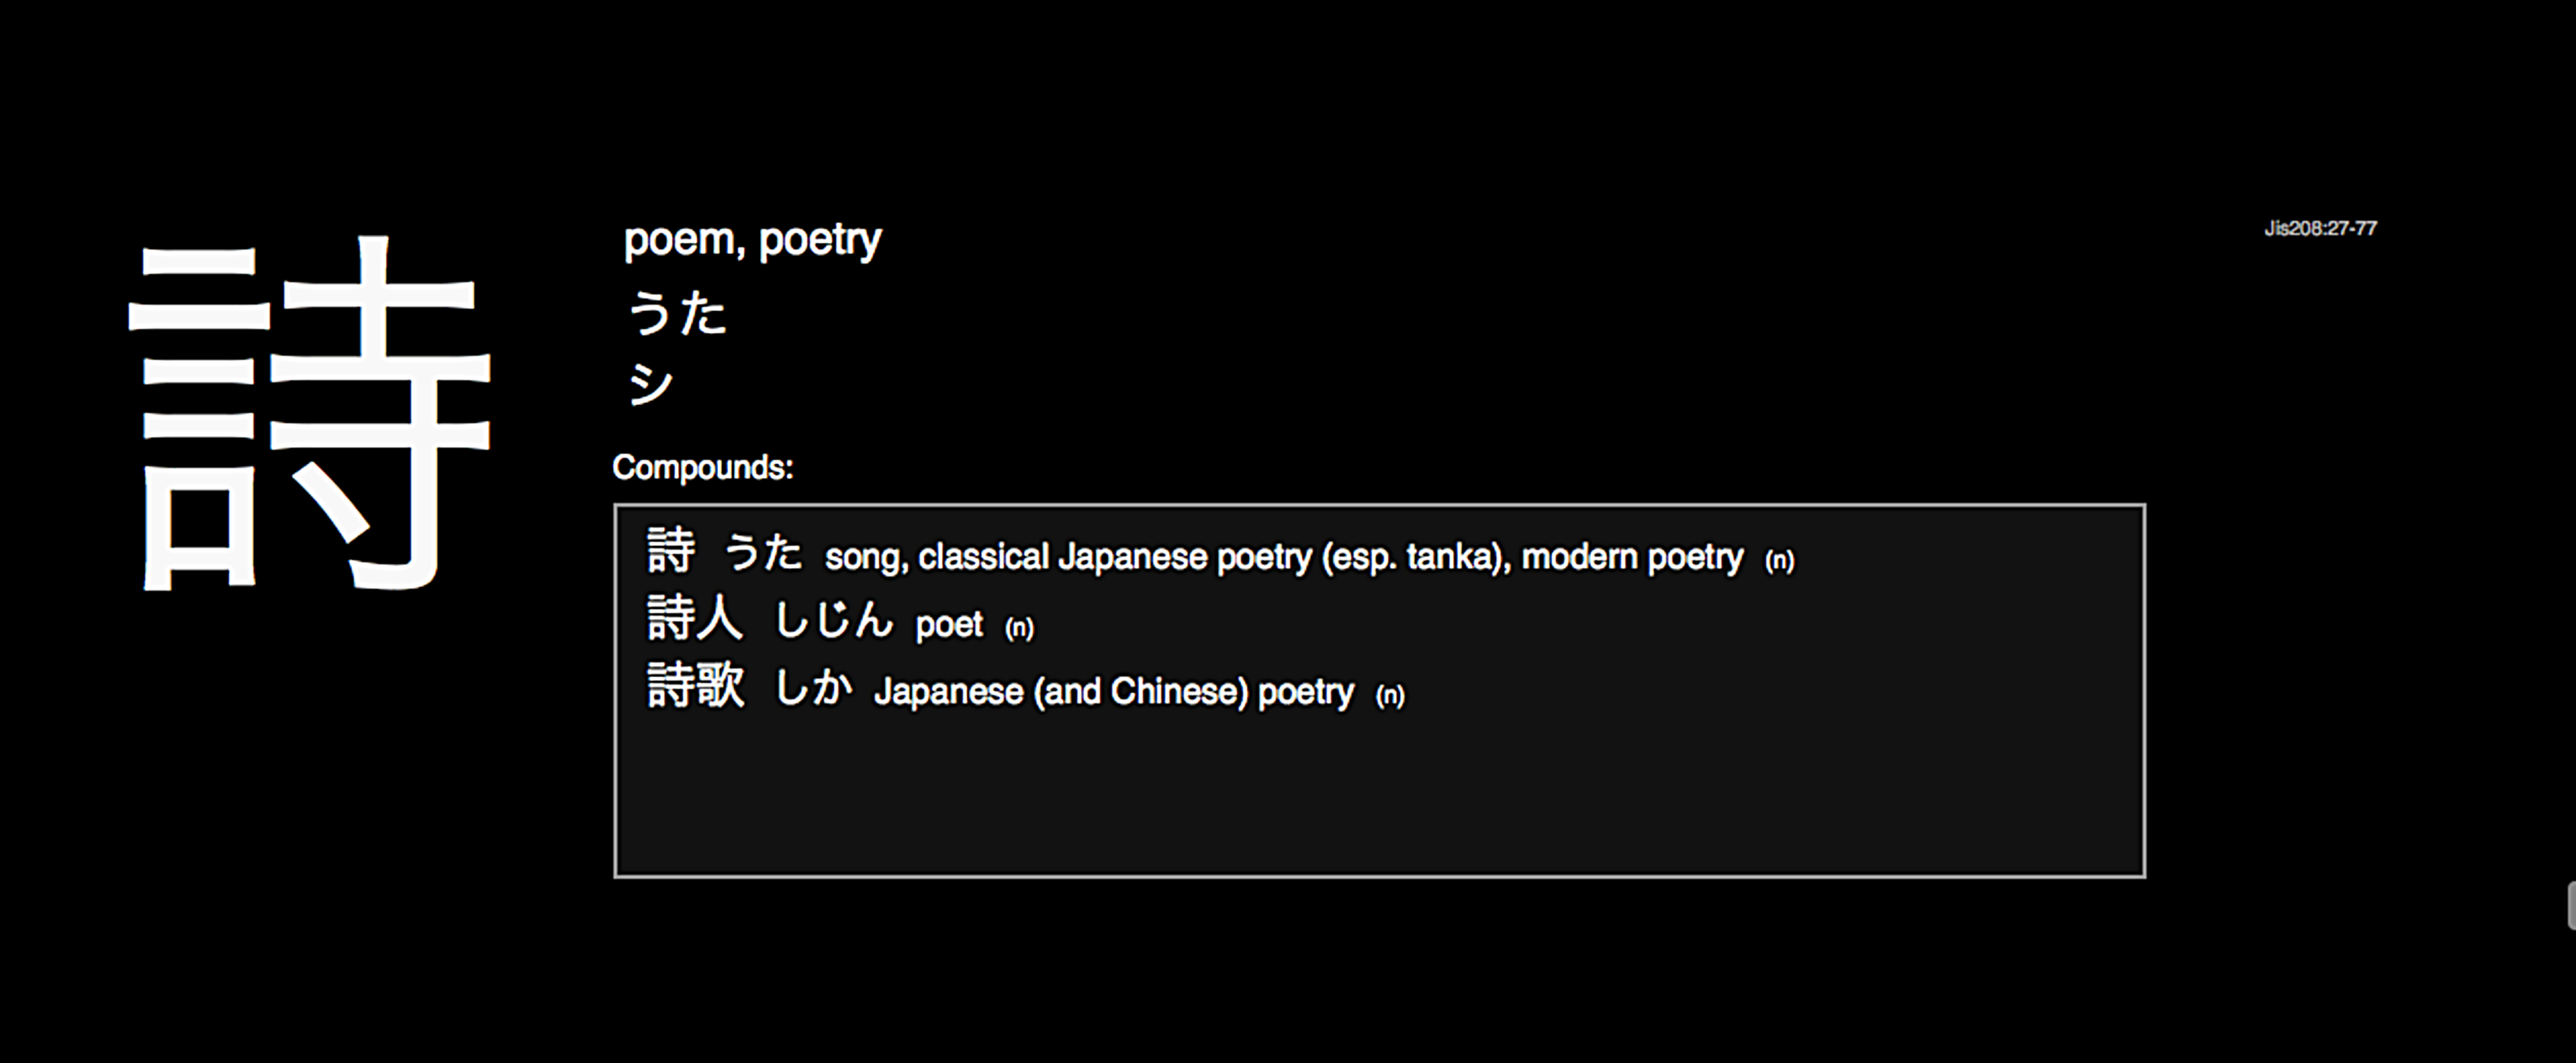 詩
poem, poetry
Jis208:27-77
うた
シ
Compounds:
詩 うた song, classical Japanese poetry (esp. tanka), modern poetry (n)
詩人 しじん poet (n)
詩歌 しか Japanese (and Chinese) poetry (n)